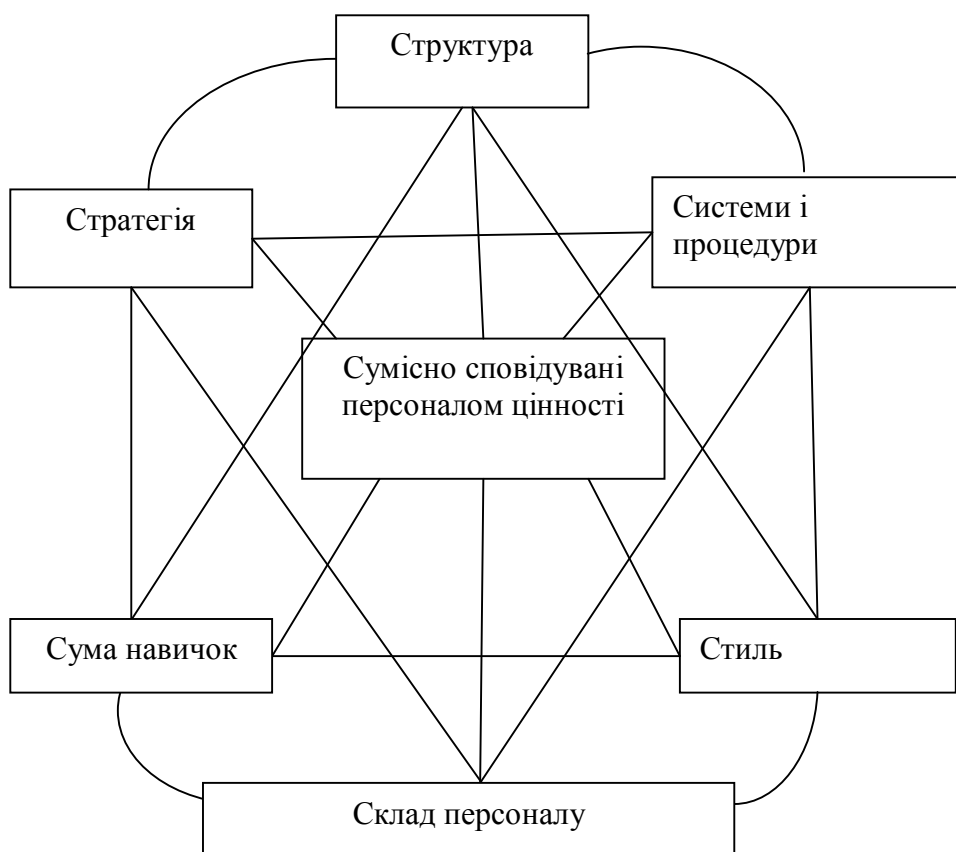 Структура
Стратегія
Системи і
процедури
Сумісно сповідувані
персоналом цінності
Сума навичок
Стиль
Склад персоналу